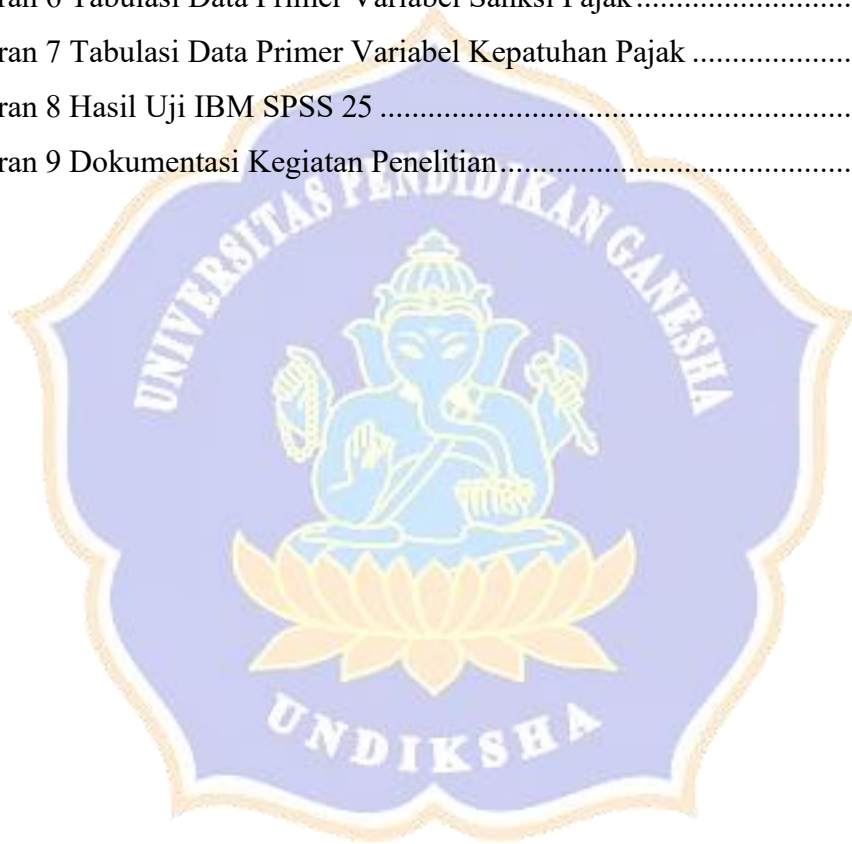 ran 6 Tabulasi Data Primer Variabel Sanksi Pajak....................................
ran 7 Tabulasi Data Primer Variabel Kepatuhan Pajak ....................
ran 8 Hasil Uji IBM SPSS 25 ............................................................
ran 9 Dokumentasi Kegiatan Penelitian.............................................
UNIVERSITAS PENDIDIKAN GANESHA
UNDIKSHA